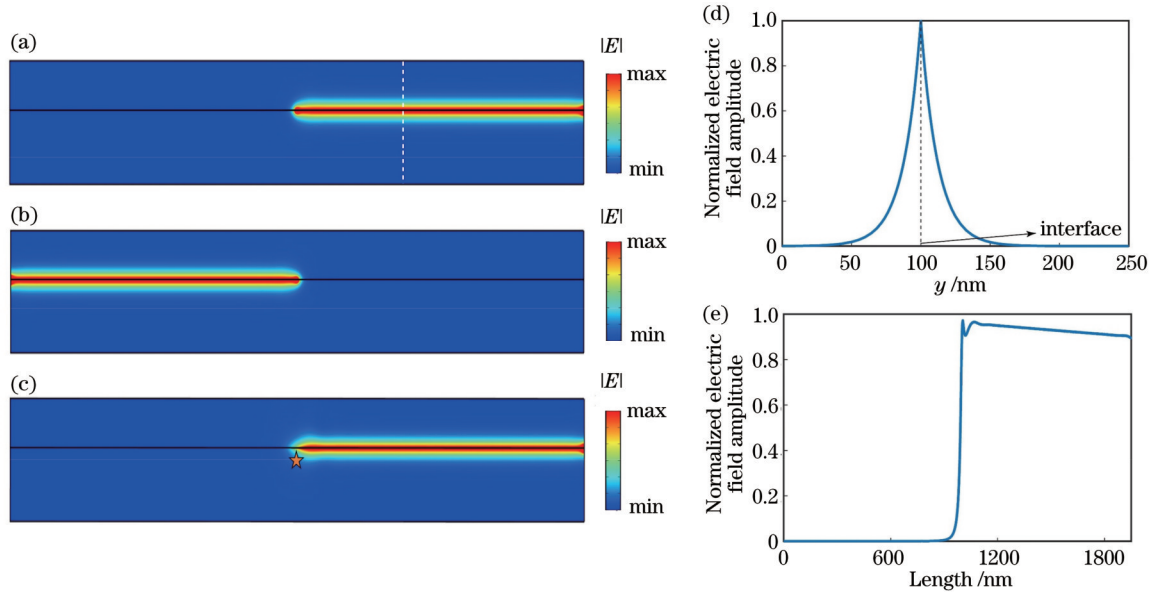 (a)
|E|
max
min
(b)
|E|
max
min
(c)
|E|
max
min
(d)
Normalized electric
field amplitude
1.0
0.8
0.6
0.4
0.2
0
interface
0 50 100 150 200 250
y /nm
(e)
Normalized electric
field amplitude
1.0
0.8
0.6
0.4
0.2
0
0 600 1200 1800
Length /nm